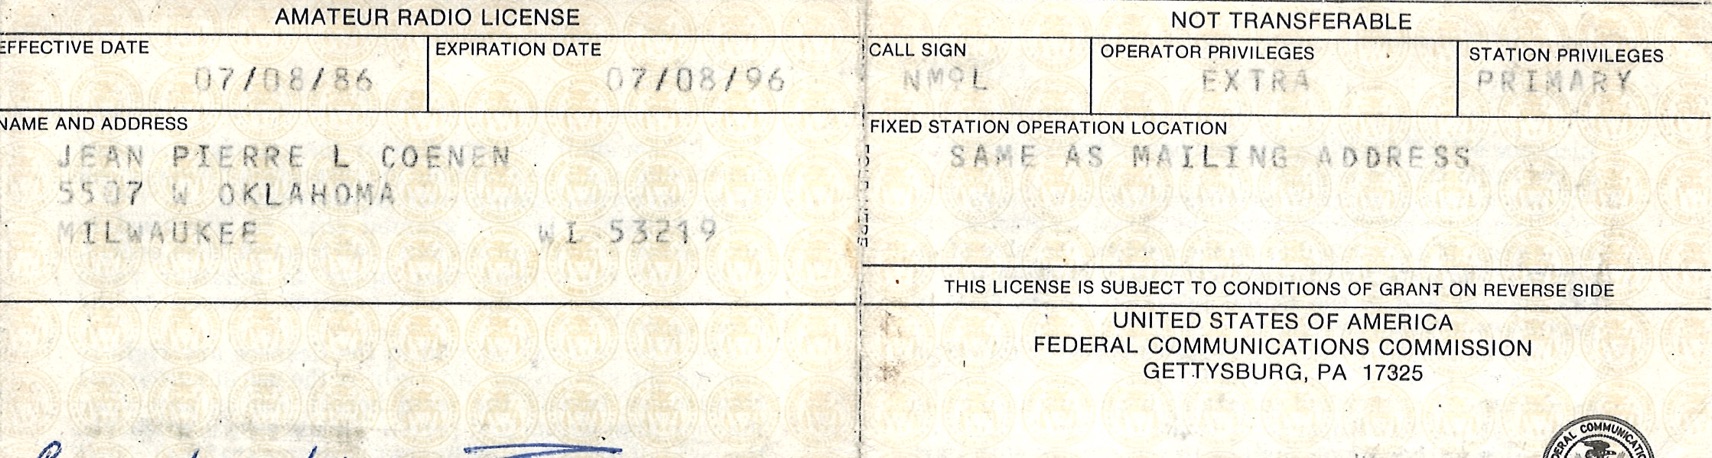 AMATEUR RADIO LICENSE
NOT TRANSFERABLE
EFFECTIVE DATE
07/08/86
EXPIRATION DATE
07/08/96
CALL SIGN
NM9L
OPERATOR PRIVILEGES
EXTRA
STATION PRIVILEGES
PRIMARY
NAME AND ADDRESS
JEAN PIERRE L COENEN
5507 W OKLAHOMA
MILWAUKEE WI 53219
FIXED STATION OPERATION LOCATION
SAME AS MAILING ADDRESS
THIS LICENSE IS SUBJECT TO CONDITIONS OF GRANT ON REVERSE SIDE
UNITED STATES OF AMERICA
FEDERAL COMMUNICATIONS COMMISSION
GETTYSBURG, PA 17325